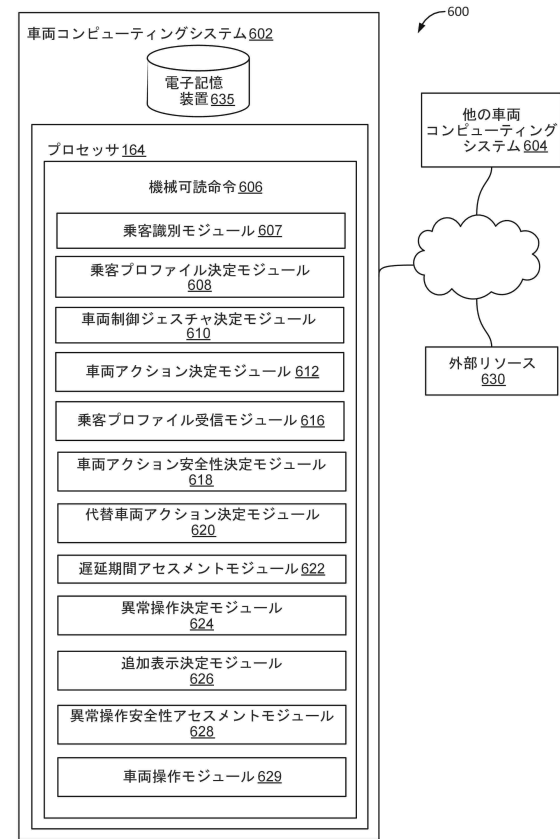 600
車両コンピューティングシステム602
電子記憶
装置635
プロセッサ164
機械可読命令606
乗客識別モジュール607
乗客プロファイル決定モジュール
608
車両制御ジェスチャ決定モジュール
610
車両アクション決定モジュール612
乗客プロファイル受信モジュール616
車両アクション安全性決定モジュール
618
代替車両アクション決定モジュール
620
遅延期間アセスメントモジュール622
異常操作決定モジュール
624
追加表示決定モジュール
626
異常操作安全性アセスメントモジュール
628
車両操作モジュール629
他の車両
コンピューティング
システム604
外部リソース
630